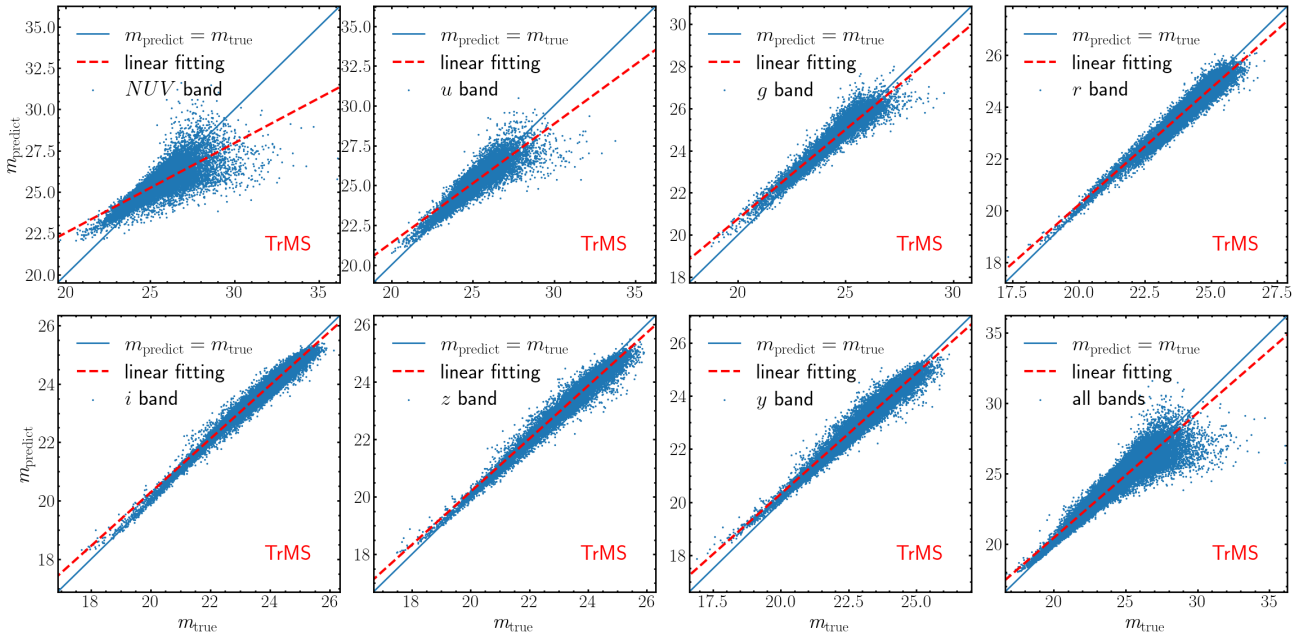 35.0
32.5
30.0
27.5
25.0
22.5
20.0
m_predict
m_predict = m_true
linear fitting
NUV band
TrMS
20 25 30 35
35.0
32.5
30.0
27.5
25.0
22.5
20.0
m_predict = m_true
linear fitting
u band
TrMS
20 25 30 35
30
28
26
24
22
20
18
m_predict = m_true
linear fitting
g band
TrMS
20 25 30
26
24
22
20
18
m_predict = m_true
linear fitting
r band
TrMS
17.5 20.0 22.5 25.0 27.5
26
24
22
20
18
m_predict
m_predict = m_true
linear fitting
i band
TrMS
18 20 22 24 26
m_true
26
24
22
20
18
m_predict = m_true
linear fitting
z band
TrMS
18 20 22 24 26
m_true
26
24
22
20
18
m_predict = m_true
linear fitting
y band
TrMS
17.5 20.0 22.5 25.0
m_true
35
30
25
20
m_predict = m_true
linear fitting
all bands
TrMS
20 25 30 35
m_true